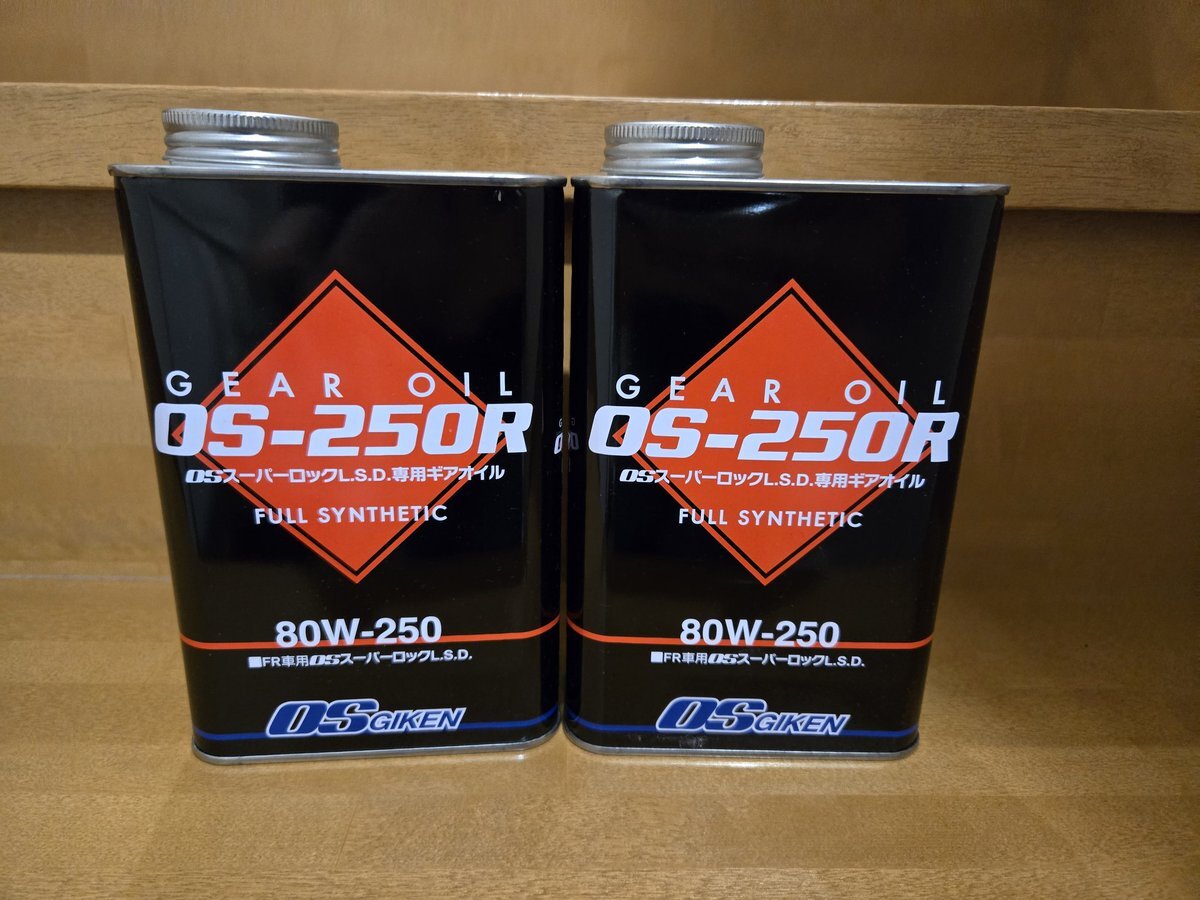 GEAR OIL
OS-250R
OSスーパーロックL.S.D.専用ギアオイル
FULL SYNTHETIC
80W-250
■FR車用OSスーパーロックL.S.D.
OS GIKEN
GEAR OIL
OS-250R
OSスーパーロックL.S.D.専用ギアオイル
FULL SYNTHETIC
80W-250
■FR車用OSスーパーロックL.S.D.
OS GIKEN